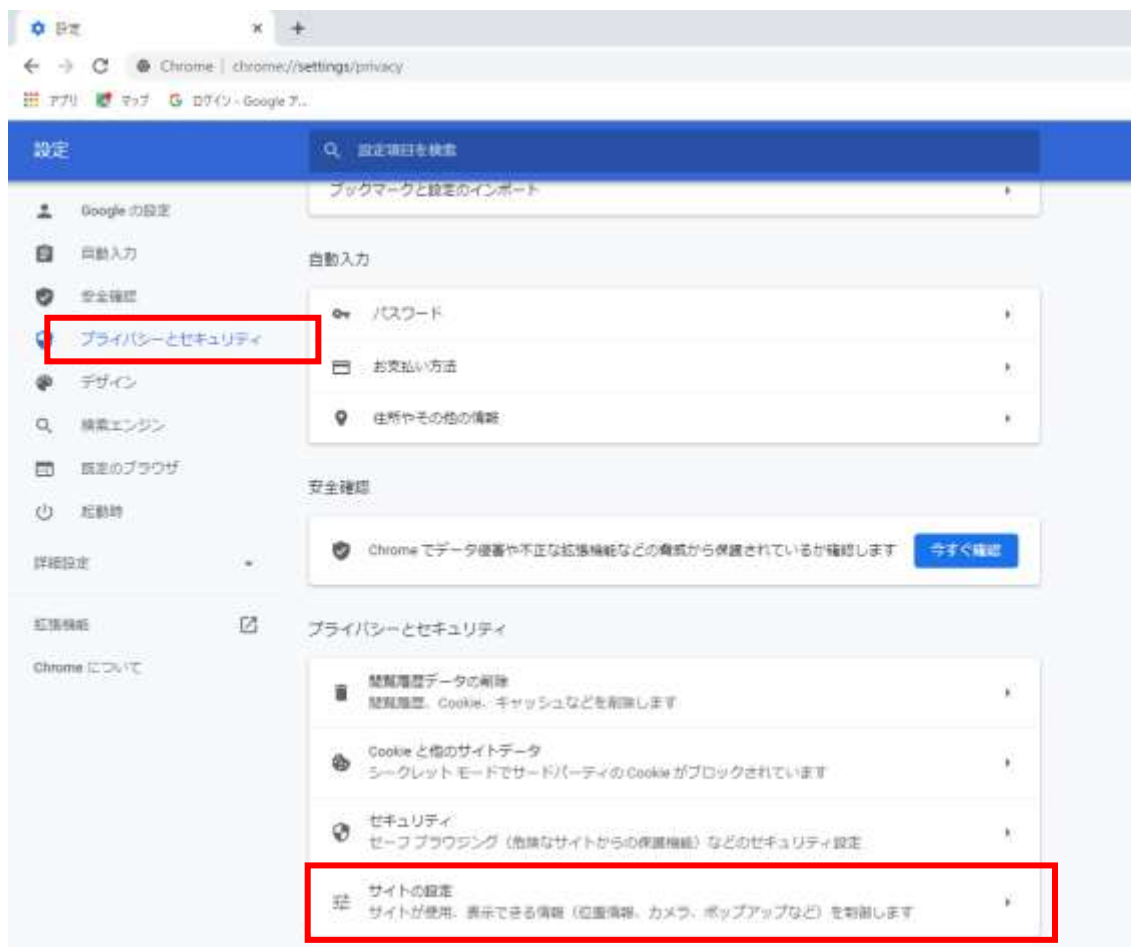 設定
Chrome | chrome://settings/privacy
アプリ マップ ログイン - Google ア...
設定
設定項目を検索
ブックマークと設定のインポート
Google の設定
自動入力
安全確認
プライバシーとセキュリティ
デザイン
検索エンジン
既定のブラウザ
起動時
詳細設定
拡張機能
Chrome について
自動入力
パスワード
お支払い方法
住所やその他の情報
安全確認
Chrome でデータ侵害や不正な拡張機能などの脅威から保護されているか確認します
今すぐ確認
プライバシーとセキュリティ
閲覧履歴データの削除
閲覧履歴、Cookie、キャッシュなどを削除します
Cookie と他のサイトデータ
シークレット モードでサードパーティの Cookie がブロックされています
セキュリティ
セーフ ブラウジング（危険なサイトからの保護機能）などのセキュリティ設定
サイトの設定
サイトが使用、表示できる情報（位置情報、カメラ、ポップアップなど）を制御します